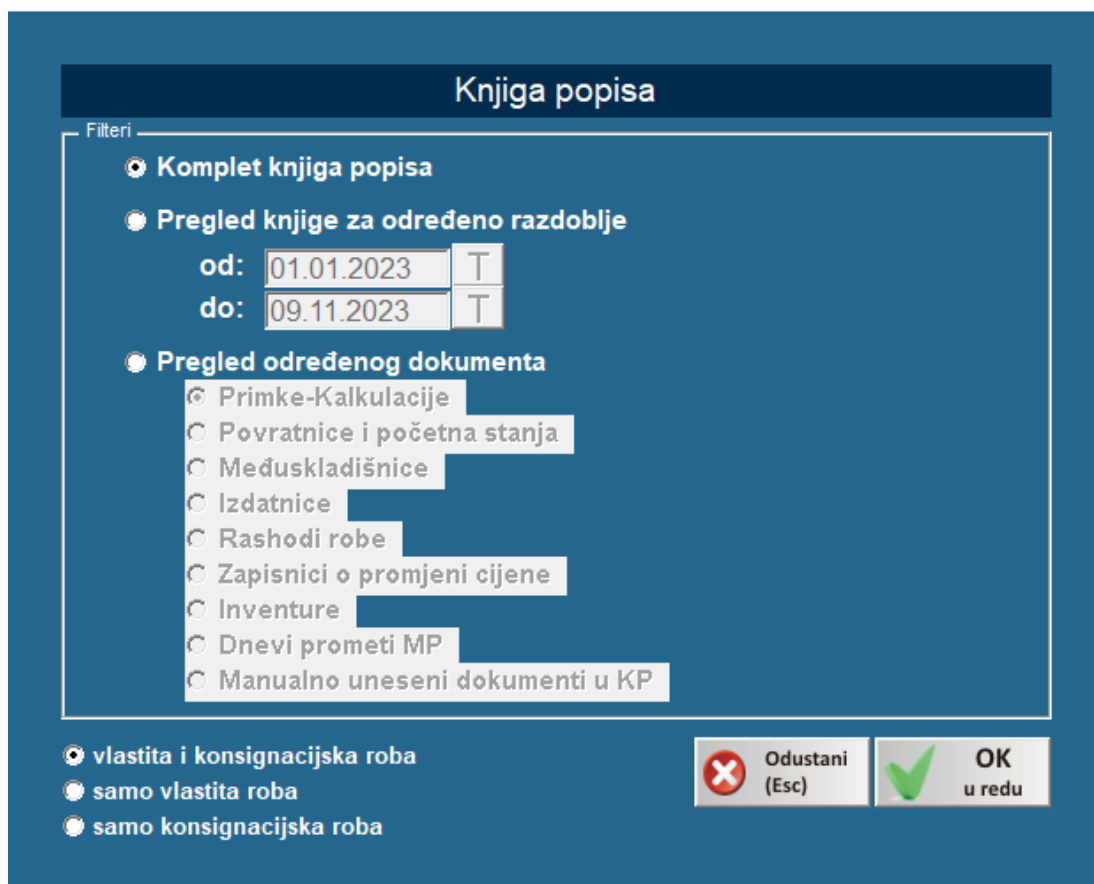 Knjiga popisa
Filteri
Komplet knjiga popisa
Pregled knjige za određeno razdoblje
od: 01.01.2023 T
do: 09.11.2023 T
Pregled određenog dokumenta
Primke-Kalkulacije
Povratnice i početna stanja
Međuskladišnice
Izdatnice
Rashodi robe
Zapisnici o promjeni cijene
Inventure
Dnevi prometi MP
Manualno uneseni dokumenti u KP
vlastita i konsignacijska roba
samo vlastita roba
samo konsignacijska roba
Odustani
(Esc)
OK
u redu